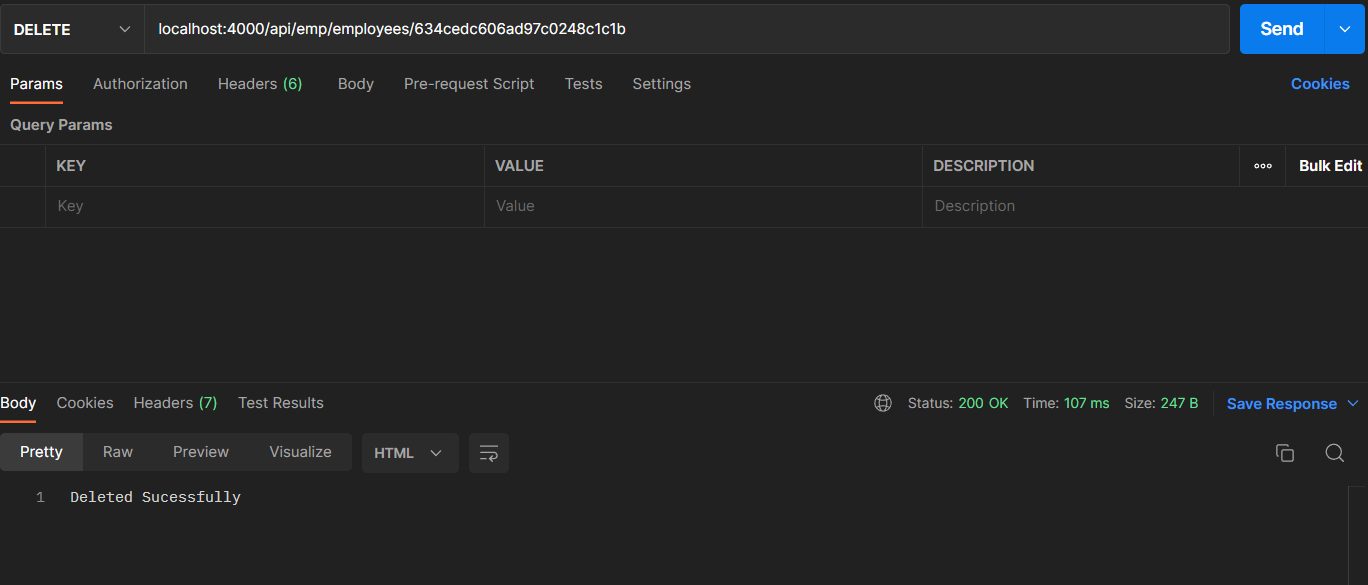 DELETE localhost:4000/api/emp/employees/634cedc606ad97c0248c1c1b Send
Params Authorization Headers (6) Body Pre-request Script Tests Settings Cookies
Query Params
KEY VALUE DESCRIPTION ooo Bulk Edit
Key Value Description
Body Cookies Headers (7) Test Results Status: 200 OK Time: 107 ms Size: 247 B Save Response
Pretty Raw Preview Visualize HTML
1 Deleted Sucessfully